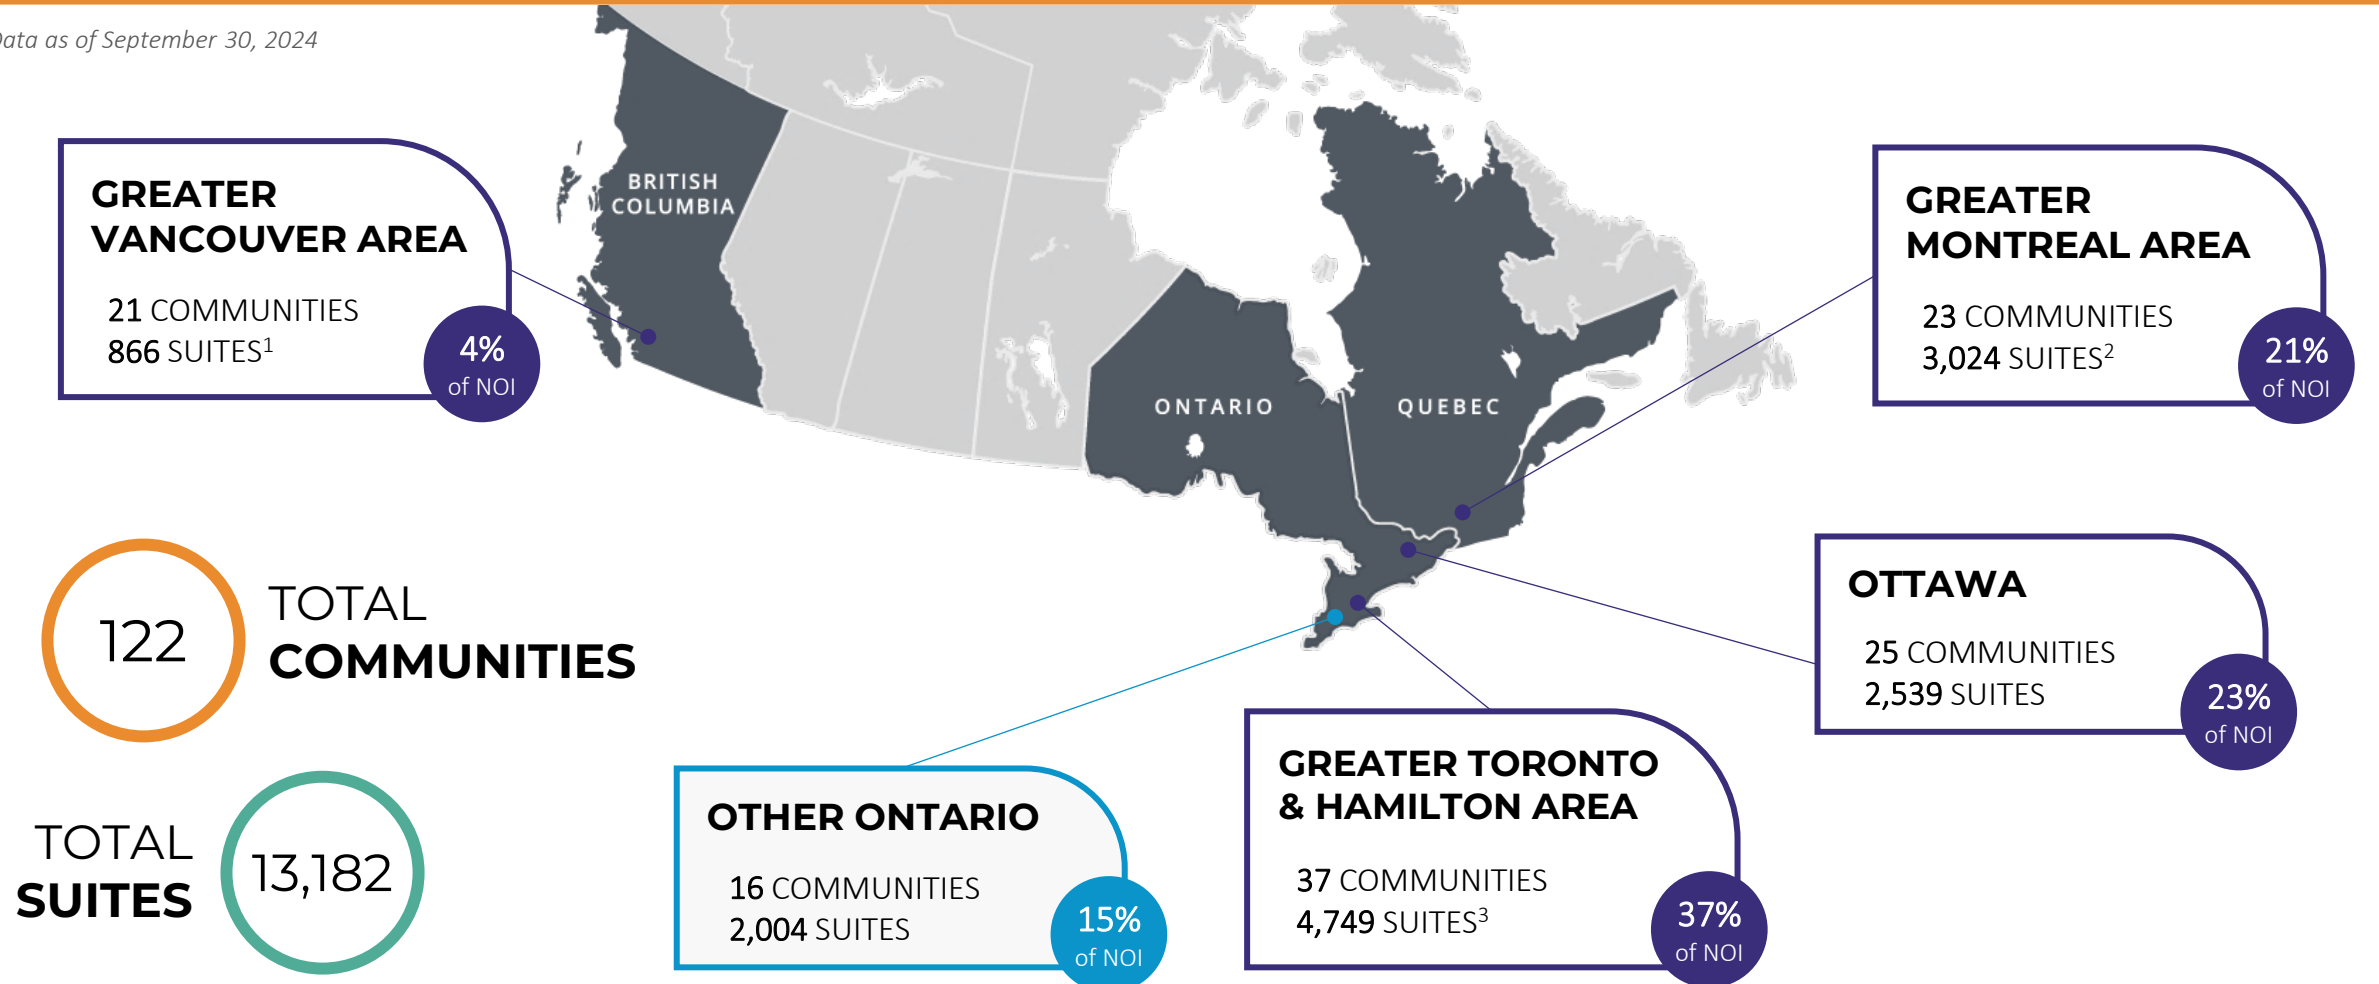 Data as of September 30, 2024
GREATER
VANCOUVER AREA
21 COMMUNITIES
866 SUITES¹
4%
of NOI
BRITISH
COLUMBIA
ONTARIO
QUEBEC
GREATER
MONTREAL AREA
23 COMMUNITIES
3,024 SUITES²
21%
of NOI
122
TOTAL
COMMUNITIES
OTTAWA
25 COMMUNITIES
2,539 SUITES
23%
of NOI
TOTAL
SUITES
13,182
OTHER ONTARIO
16 COMMUNITIES
2,004 SUITES
15%
of NOI
GREATER TORONTO
& HAMILTON AREA
37 COMMUNITIES
4,749 SUITES³
37%
of NOI